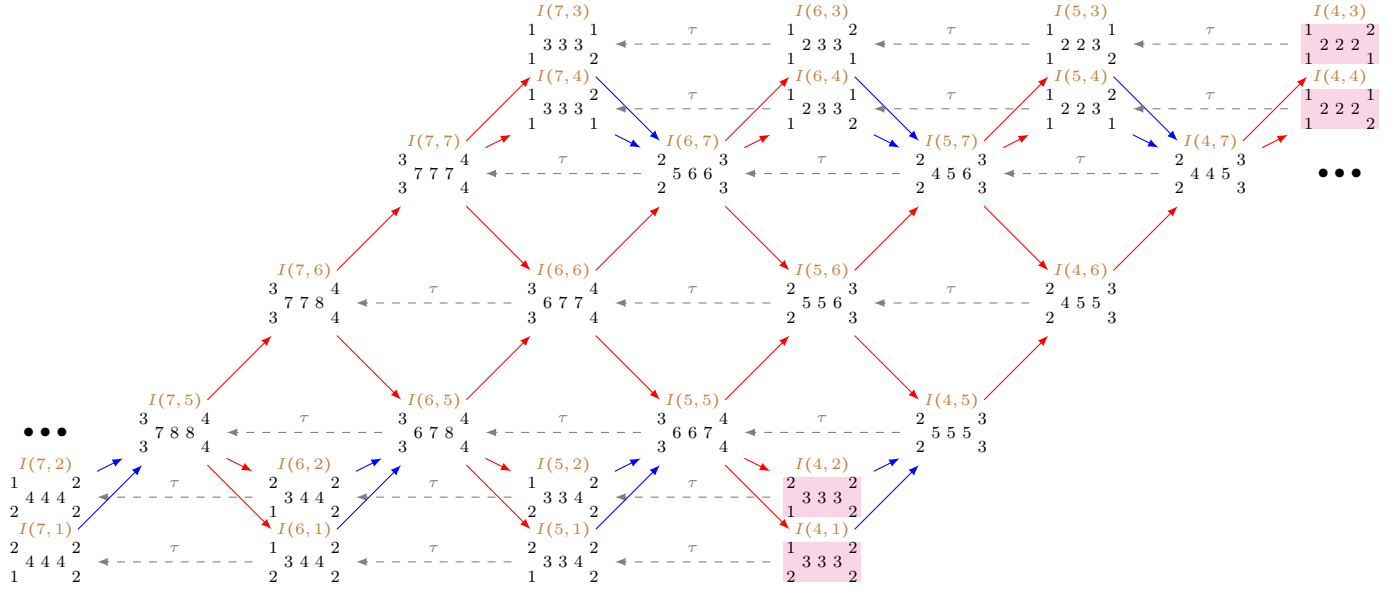 I(7,3) I(6,3) I(5,3) I(4,3)
1 1 τ 1 2 τ 1 1 τ 1 2
3 3 3 2 3 3 2 2 3 2 2 2
1 1 1 1 1 1 1 1
I(7,4) I(6,4) I(5,4) I(4,4)
1 2 τ 1 1 τ 1 2 τ 1 1
3 3 3 2 3 3 2 2 3 2 2 2
1 1 1 2 1 1 1 2
I(7,7) I(6,7) I(5,7) I(4,7)
3 4 τ 2 3 τ 2 3 τ 2 3
7 7 7 5 6 6 4 5 6 4 4 5 •••
3 4 2 3 2 3 2 3
I(7,6) I(6,6) I(5,6) I(4,6)
3 4 τ 3 4 τ 2 3 τ 2 3
7 7 8 6 7 7 5 5 6 4 5 5
3 4 3 4 2 3 2 3
I(7,5) I(6,5) I(5,5) I(4,5)
3 4 τ 3 4 τ 3 4 τ 2 3
••• 7 8 8 6 7 8 6 6 7 5 5 5
3 4 3 4 3 4 2 3
I(7,2) I(6,2) I(5,2) I(4,2)
1 2 τ 2 2 τ 1 2 τ 2 2
4 4 4 3 4 4 3 3 4 3 3 3
2 2 1 2 2 2 1 2
I(7,1) I(6,1) I(5,1) I(4,1)
2 2 τ 1 2 τ 2 2 τ 1 2
4 4 4 3 4 4 3 3 4 3 3 3
1 2 2 2 1 2 2 2